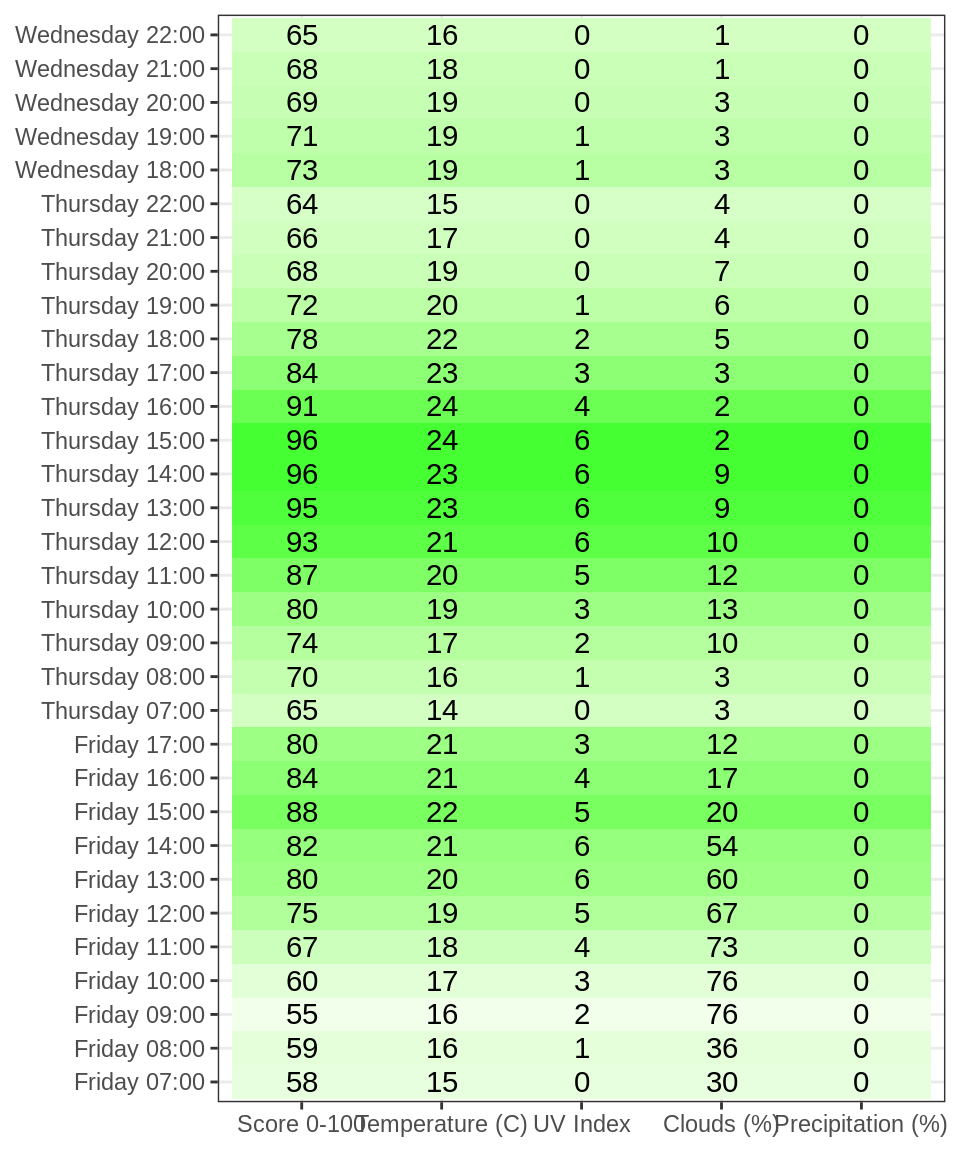 Wednesday 22:00 65 16 0 1 0
Wednesday 21:00 68 18 0 1 0
Wednesday 20:00 69 19 0 3 0
Wednesday 19:00 71 19 1 3 0
Wednesday 18:00 73 19 1 3 0
Thursday 22:00 64 15 0 4 0
Thursday 21:00 66 17 0 4 0
Thursday 20:00 68 19 0 7 0
Thursday 19:00 72 20 1 6 0
Thursday 18:00 78 22 2 5 0
Thursday 17:00 84 23 3 3 0
Thursday 16:00 91 24 4 2 0
Thursday 15:00 96 24 6 2 0
Thursday 14:00 96 23 6 9 0
Thursday 13:00 95 23 6 9 0
Thursday 12:00 93 21 6 10 0
Thursday 11:00 87 20 5 12 0
Thursday 10:00 80 19 3 13 0
Thursday 09:00 74 17 2 10 0
Thursday 08:00 70 16 1 3 0
Thursday 07:00 65 14 0 3 0
Friday 17:00 80 21 3 12 0
Friday 16:00 84 21 4 17 0
Friday 15:00 88 22 5 20 0
Friday 14:00 82 21 6 54 0
Friday 13:00 80 20 6 60 0
Friday 12:00 75 19 5 67 0
Friday 11:00 67 18 4 73 0
Friday 10:00 60 17 3 76 0
Friday 09:00 55 16 2 76 0
Friday 08:00 59 16 1 36 0
Friday 07:00 58 15 0 30 0
Score 0-100 Temperature (C) UV Index Clouds (%) Precipitation (%)